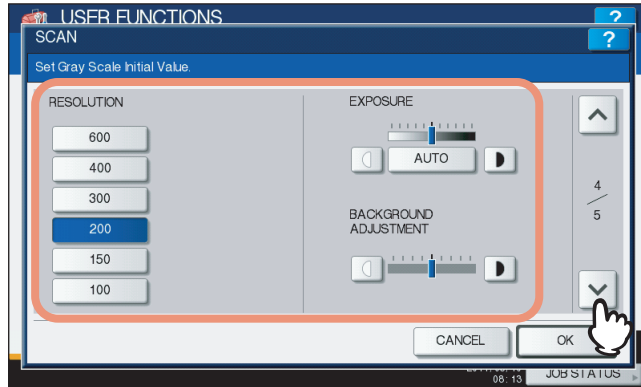 USER FUNCTIONS
?
SCAN
?
Set Gray Scale Initial Value.
RESOLUTION
600
400
300
200
150
100
EXPOSURE
AUTO
BACKGROUND
ADJUSTMENT
4
5
CANCEL
OK
08: 13
JOB STATUS